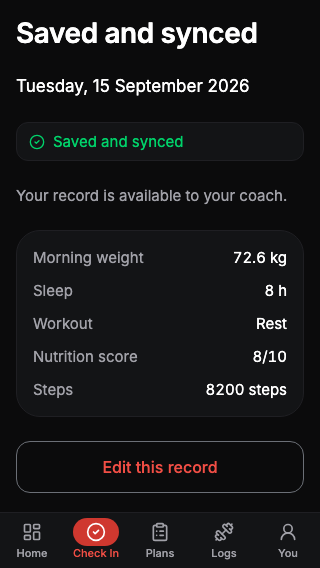 Saved and synced
Tuesday, 15 September 2026
Saved and synced
Your record is available to your coach.
Morning weight 72.6 kg
Sleep 8 h
Workout Rest
Nutrition score 8/10
Steps 8200 steps
Edit this record
Home Check In Plans Logs You